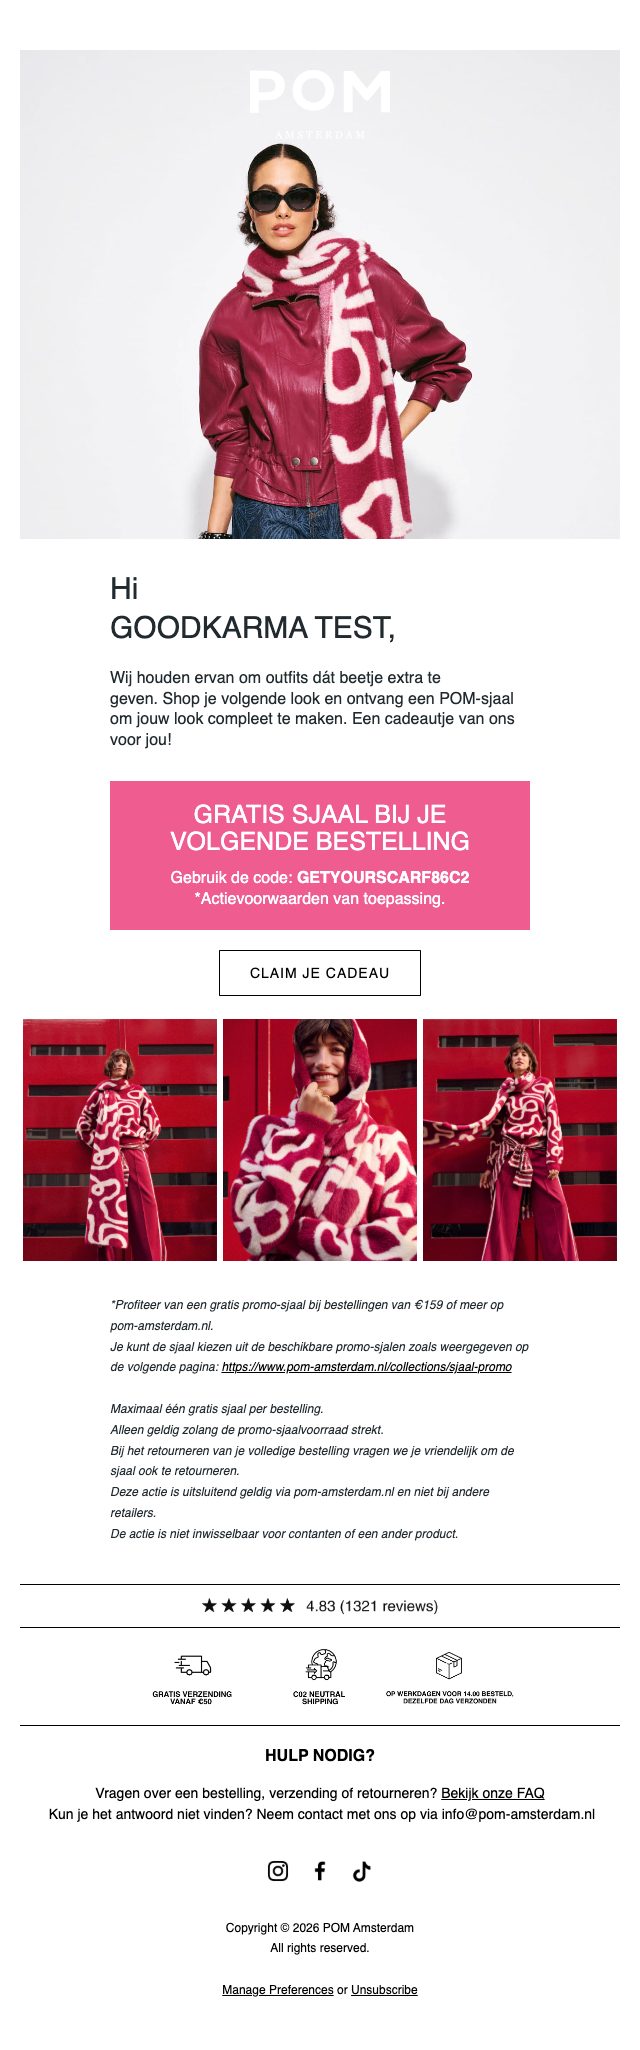 POM
AMSTERDAM
Hi
GOODKARMA TEST,
Wij houden ervan om outfits dát beetje extra te
geven. Shop je volgende look en ontvang een POM-sjaal
om jouw look compleet te maken. Een cadeautje van ons
voor jou!
GRATIS SJAAL BIJ JE
VOLGENDE BESTELLING
Gebruik de code: GETYOURSCARF86C2
*Actievoorwaarden van toepassing.
CLAIM JE CADEAU
*Profiteer van een gratis promo-sjaal bij bestellingen van €159 of meer op
pom-amsterdam.nl.
Je kunt de sjaal kiezen uit de beschikbare promo-sjalen zoals weergegeven op
de volgende pagina: https://www.pom-amsterdam.nl/collections/sjaal-promo
Maximaal één gratis sjaal per bestelling.
Alleen geldig zolang de promo-sjaalvoorraad strekt.
Bij het retourneren van je volledige bestelling vragen we je vriendelijk om de
sjaal ook te retourneren.
Deze actie is uitsluitend geldig via pom-amsterdam.nl en niet bij andere
retailers.
De actie is niet inwisselbaar voor contanten of een ander product.
★★★★★ 4.83 (1321 reviews)
GRATIS VERZENDING
VANAF €50
C02 NEUTRAL
SHIPPING
OP WERKDAGEN VOOR 14.00 BESTELD,
DEZELFDE DAG VERZONDEN
HULP NODIG?
Vragen over een bestelling, verzending of retourneren? Bekijk onze FAQ
Kun je het antwoord niet vinden? Neem contact met ons op via info@pom-amsterdam.nl
Copyright © 2026 POM Amsterdam
All rights reserved.
Manage Preferences or Unsubscribe